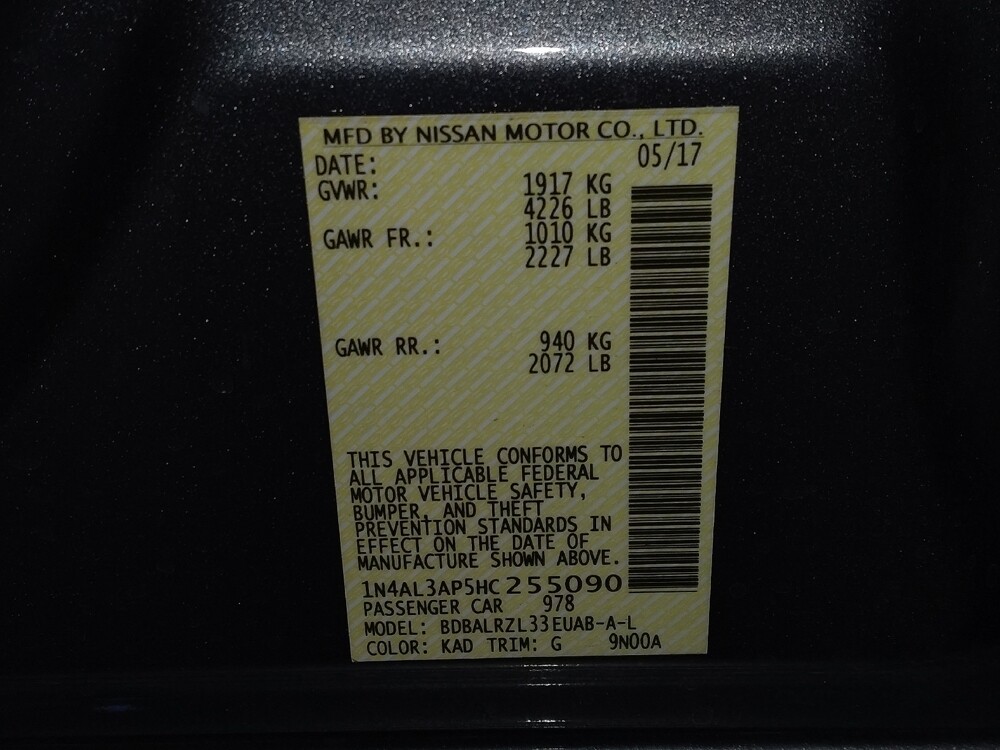 MFD BY NISSAN MOTOR CO., LTD.
DATE: 05/17
GVWR: 1917 KG
4226 LB
GAWR FR.: 1010 KG
2227 LB
GAWR RR.: 940 KG
2072 LB
THIS VEHICLE CONFORMS TO
ALL APPLICABLE FEDERAL
MOTOR VEHICLE SAFETY,
BUMPER, AND THEFT
PREVENTION STANDARDS IN
EFFECT ON THE DATE OF
MANUFACTURE SHOWN ABOVE.
1N4AL3AP5HC255090
PASSENGER CAR 978
MODEL: BDBALRZL33EUAB-A-L
COLOR: KAD TRIM: G 9N00A